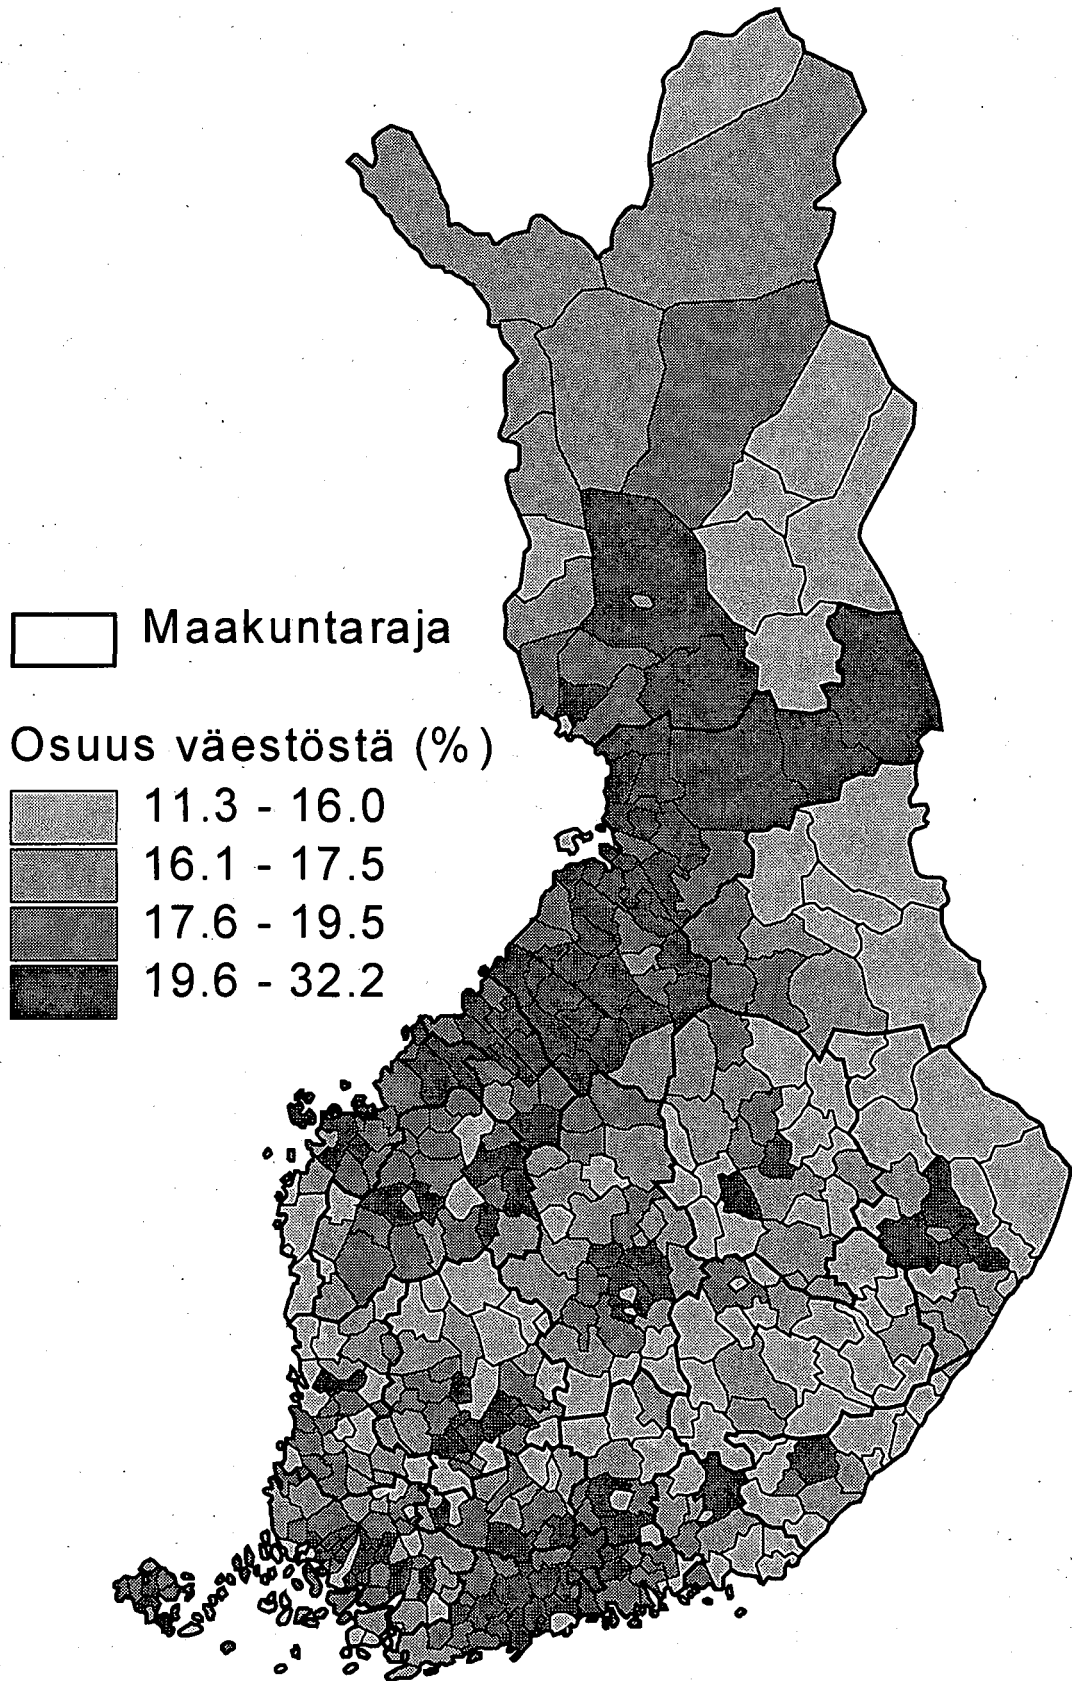 Maakuntaraja
Osuus väestöstä (%)
11.3 - 16.0
16.1 - 17.5
17.6 - 19.5
19.6 - 32.2